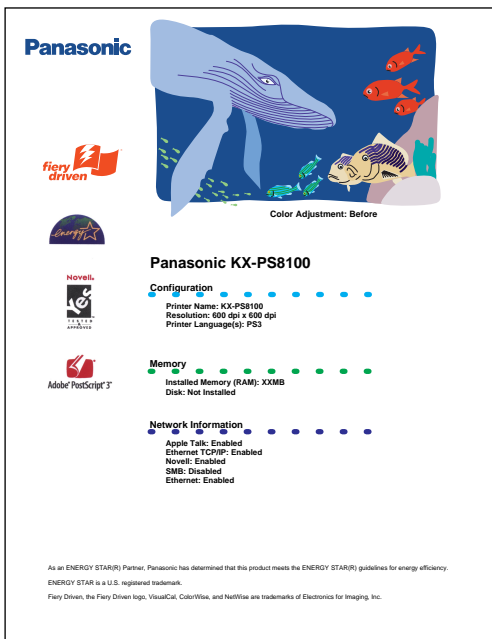 Panasonic
Color Adjustment: Before
fiery
driven
energy
Panasonic KX-PS8100
Configuration
Printer Name: KX-PS8100
Resolution: 600 dpi x 600 dpi
Printer Language(s): PS3
Novell.
Yes
TESTED
&
APPROVED
Memory
Installed Memory (RAM): XXMB
Disk: Not Installed
Adobe® PostScript® 3™
Network Information
Apple Talk: Enabled
Ethernet TCP/IP: Enabled
Novell: Enabled
SMB: Disabled
Ethernet: Enabled
As an ENERGY STAR(R) Partner, Panasonic has determined that this product meets the ENERGY STAR(R) guidelines for energy efficiency.
ENERGY STAR is a U.S. registered trademark.
Fiery Driven, the Fiery Driven logo, VisualCal, ColorWise, and NetWise are trademarks of Electronics for Imaging, Inc.